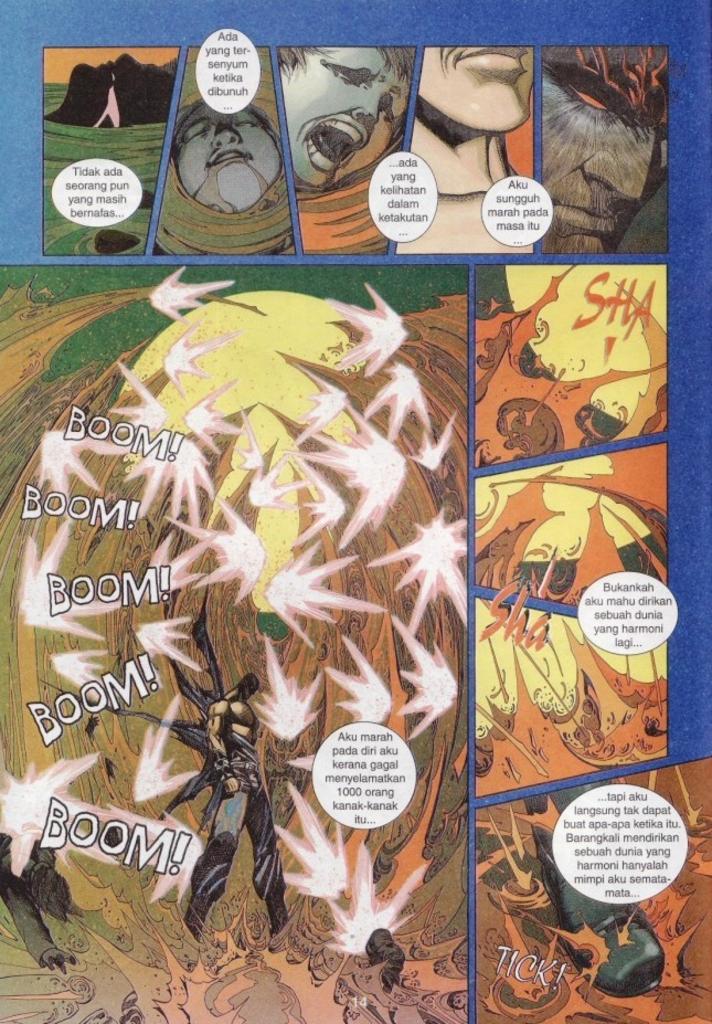 Tidak ada
seorang pun
yang masih
bernafas...
Ada
yang ter-
senyum
ketika
dibunuh
...
...ada
yang
kelihatan
dalam
ketakutan
...
Aku
sungguh
marah pada
masa itu
...
BOOM!
BOOM!
BOOM!
BOOM!
BOOM!
Aku marah
pada diri aku
kerana gagal
menyelamatkan
1000 orang
kanak-kanak
itu...
SHA
!
Sha
Bukankah
aku mahu dirikan
sebuah dunia
yang harmoni
lagi...
...tapi aku
langsung tak dapat
buat apa-apa ketika itu.
Barangkali mendirikan
sebuah dunia yang
harmoni hanyalah
mimpi aku semata-
mata...
TICK!
14